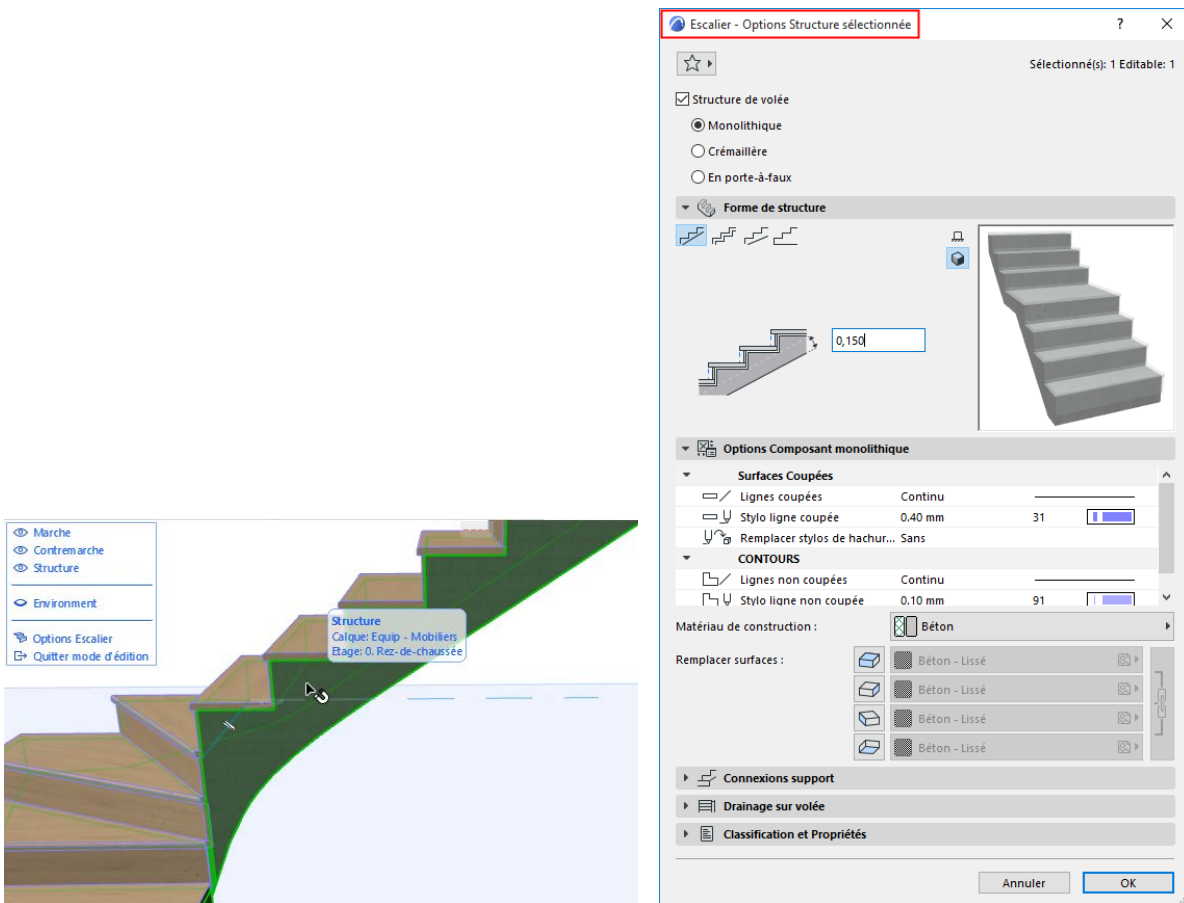 Marche
Contremarche
Structure
Environment
Options Escalier
Quitter mode d'édition
Structure
Calque: Equip - Mobiliers
Etage: 0. Rez-de-chaussée
Escalier - Options Structure sélectionnée ?
Sélectionné(s): 1 Editable: 1
Structure de volée
Monolithique
Crémaillère
En porte-à-faux
Forme de structure
0,150
Options Composant monolithique
Surfaces Coupées
Lignes coupées Continu
Stylo ligne coupée 0.40 mm 31
Remplacer stylos de hachur... Sans
CONTOURS
Lignes non coupées Continu
Stylo ligne non coupée 0.10 mm 91
Matériau de construction : Béton
Remplacer surfaces : Béton - Lissé
Béton - Lissé
Béton - Lissé
Béton - Lissé
Connexions support
Drainage sur volée
Classification et Propriétés
Annuler OK